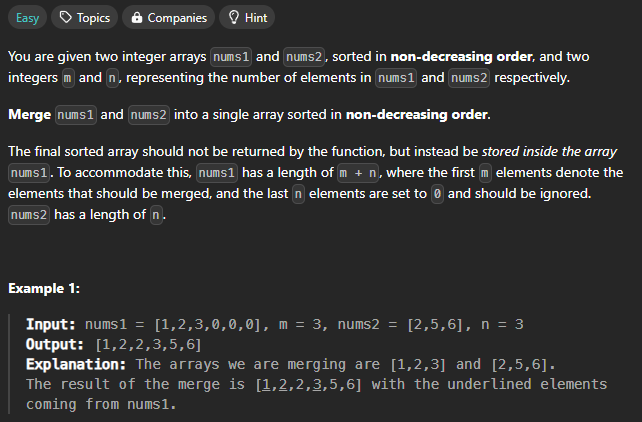 Easy Topics Companies Hint
You are given two integer arrays nums1 and nums2, sorted in non-decreasing order, and two
integers m and n, representing the number of elements in nums1 and nums2 respectively.
Merge nums1 and nums2 into a single array sorted in non-decreasing order.
The final sorted array should not be returned by the function, but instead be stored inside the array
nums1. To accommodate this, nums1 has a length of m + n, where the first m elements denote the
elements that should be merged, and the last n elements are set to 0 and should be ignored.
nums2 has a length of n.
Example 1:
Input: nums1 = [1,2,3,0,0,0], m = 3, nums2 = [2,5,6], n = 3
Output: [1,2,2,3,5,6]
Explanation: The arrays we are merging are [1,2,3] and [2,5,6].
The result of the merge is [1,2,2,3,5,6] with the underlined elements
coming from nums1.